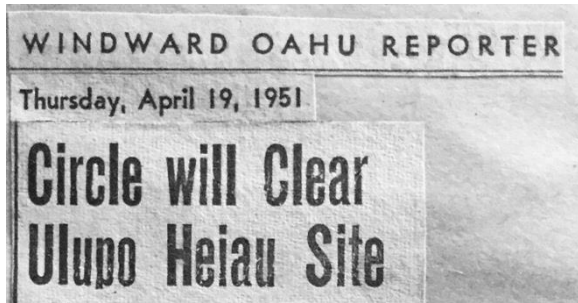 WINDWARD OAHU REPORTER
Thursday, April 19, 1951
Circle will Clear
Ulupo Heiau Site